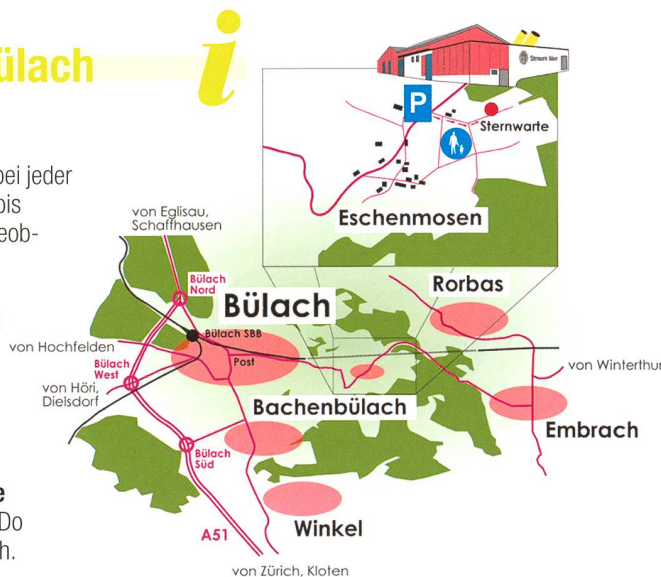 ülach
i
bei jeder
bis
eob-
P
Sternwarte
Eschenmosen
von Eglisau,
Schaffhausen
Bülach
Nord
Bülach
Rorbas
Bülach SBB
von Hochfelden
Post
Bülach
West
von Winterthur
von Höri,
Dielsdorf
Bachenbülach
Embrach
Bülach
Süd
A51
Winkel
e
Do
h.
von Zürich, Kloten